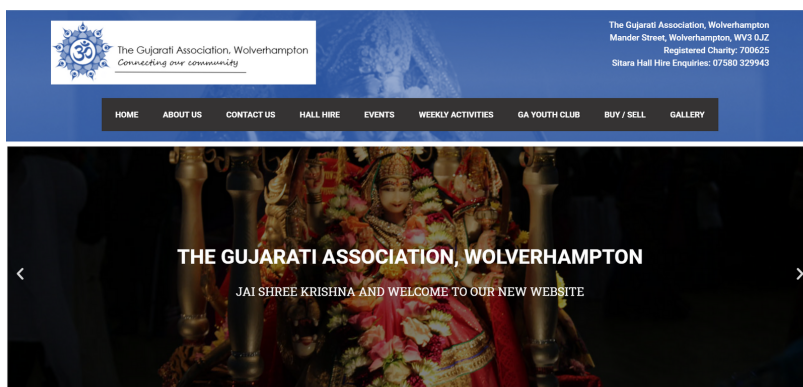 The Gujarati Association, Wolverhampton
Connecting our community
The Gujarati Association, Wolverhampton
Mander Street, Wolverhampton, WV3 0JZ
Registered Charity: 700625
Sitara Hall Hire Enquiries: 07580 329943
HOME ABOUT US CONTACT US HALL HIRE EVENTS WEEKLY ACTIVITIES GA YOUTH CLUB BUY / SELL GALLERY
THE GUJARATI ASSOCIATION, WOLVERHAMPTON
JAI SHREE KRISHNA AND WELCOME TO OUR NEW WEBSITE